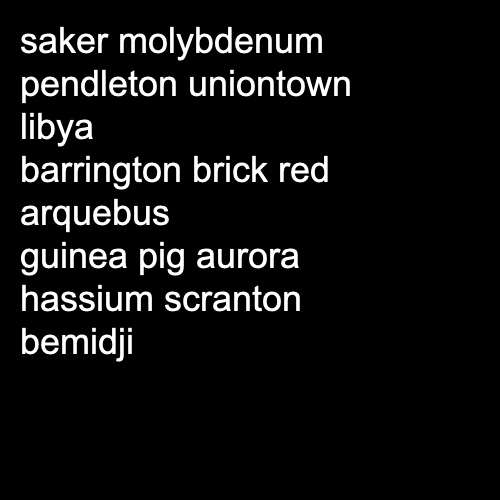 saker molybdenum
pendleton uniontown
libya
barrington brick red
arquebus
guinea pig aurora
hassium scranton
bemidji